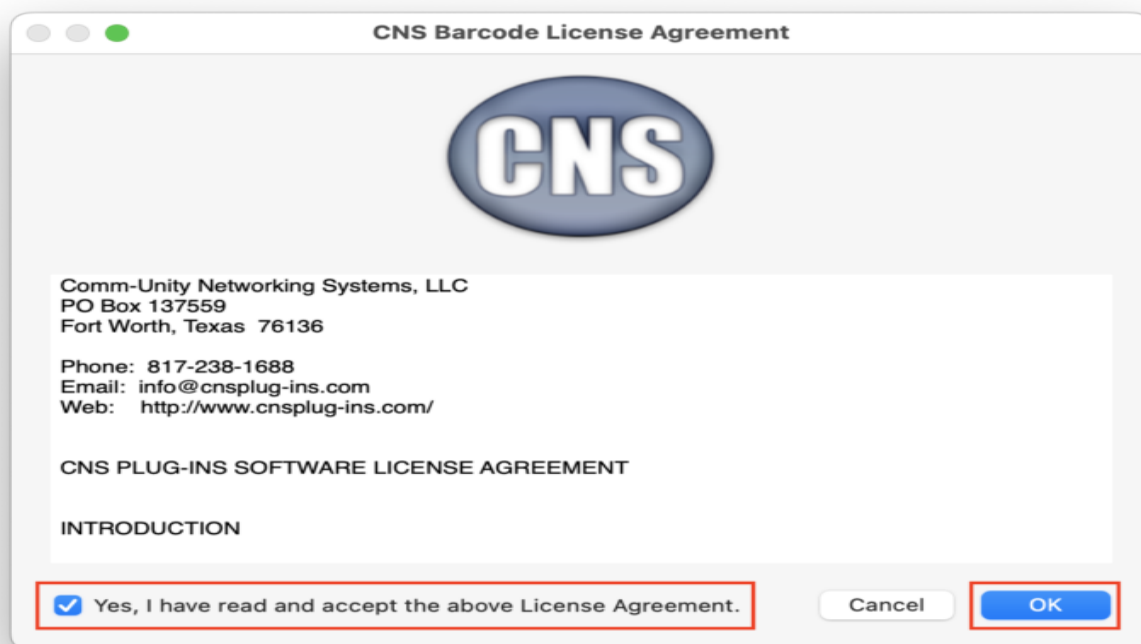 CNS Barcode License Agreement
CNS
Comm-Unity Networking Systems, LLC
PO Box 137559
Fort Worth, Texas  76136
Phone:  817-238-1688
Email:  info@cnsplug-ins.com
Web:    http://www.cnsplug-ins.com/
CNS PLUG-INS SOFTWARE LICENSE AGREEMENT
INTRODUCTION
Yes, I have read and accept the above License Agreement.
Cancel
OK